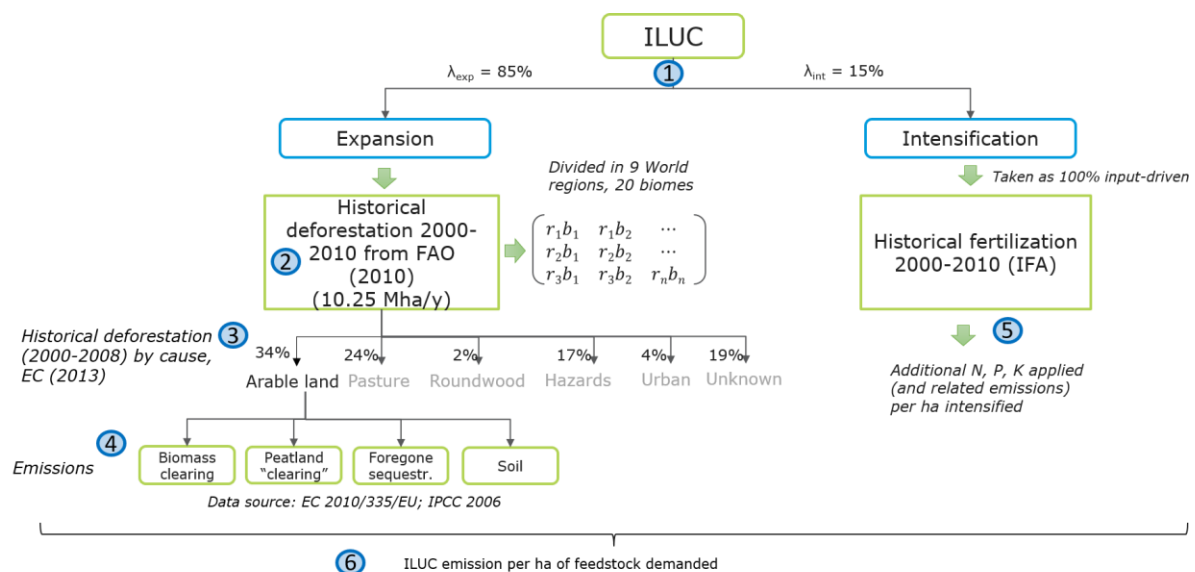 ILUC
1
λexp = 85%
λint = 15%
Expansion
Intensification
Divided in 9 World
regions, 20 biomes
Taken as 100% input-driven
Historical
deforestation 2000-
2010 from FAO
(2010)
(10.25 Mha/y)
2
r1b1 r1b2 ⋯
r2b1 r2b2 ⋯
r3b1 r3b2 rnbn
Historical fertilization
2000-2010 (IFA)
Historical deforestation
(2000-2008) by cause,
EC (2013)
3
34% 24% 2% 17% 4% 19%
Arable land Pasture Roundwood Hazards Urban Unknown
5
Additional N, P, K applied
(and related emissions)
per ha intensified
4
Emissions
Biomass
clearing
Peatland
“clearing”
Foregone
sequestr.
Soil
Data source: EC 2010/335/EU; IPCC 2006
6 ILUC emission per ha of feedstock demanded